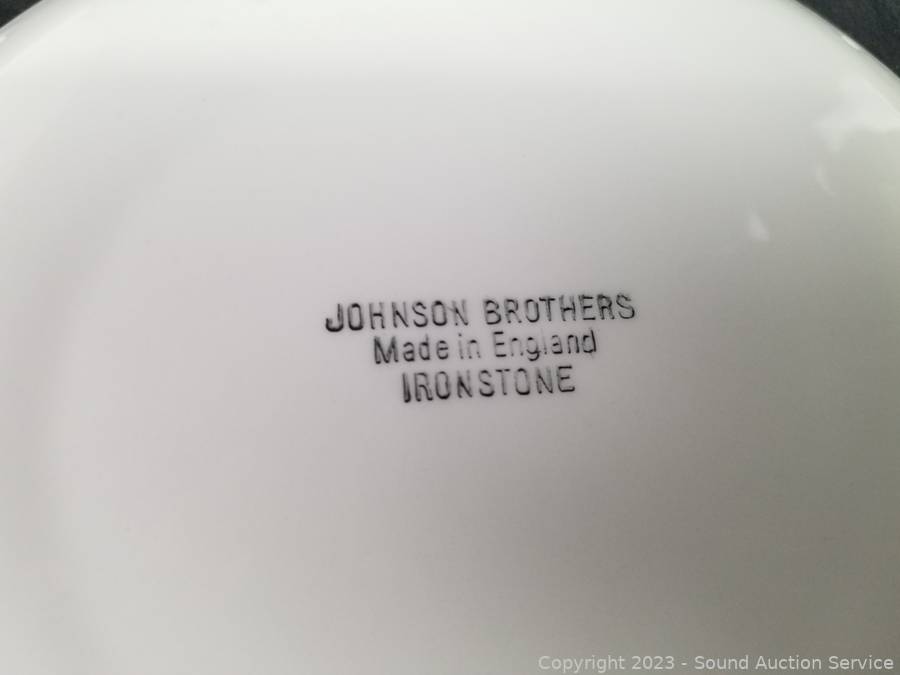 JOHNSON BROTHERS
Made in England
IRONSTONE
Copyright 2023 - Sound Auction Service